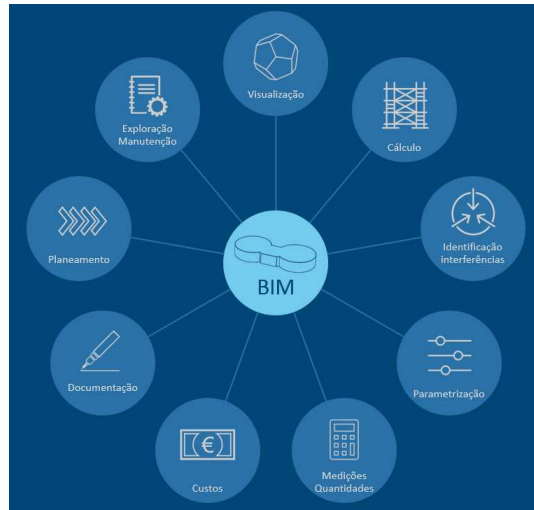 Visualização
Cálculo
Identificação
interferências
Parametrização
Medições
Quantidades
Custos
Documentação
Planeamento
Exploração
Manutenção
BIM